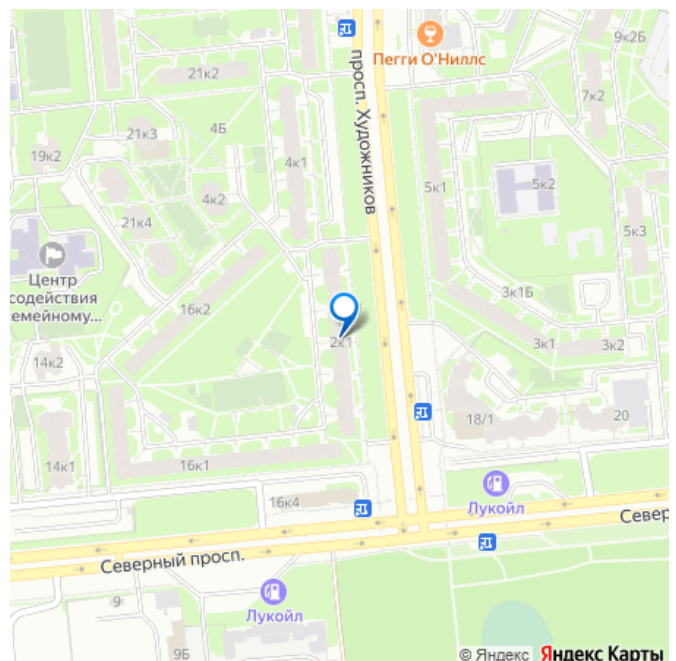 Пегги О'Ниллс
9к2Б
21к2
просп. Художников
7к2
4Б
21к3
19к2
4к1
5к1
5к2
4к2
21к4
5к3
Центр
содействия
семейному...
16к2
3к1Б
2к1
3к1
3к2
14к2
18/1
20
14к1
16к1
16к4
Лукойл
Север
Северный просп.
9
Лукойл
9Б
© Яндекс Яндекс Карты